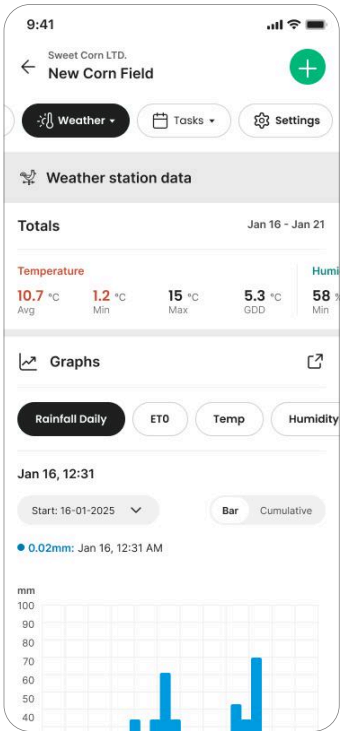 9:41
Sweet Corn LTD.
New Corn Field
Weather
Tasks
Settings
Weather station data
Totals
Jan 16 - Jan 21
Temperature
Humi
10.7 °C
1.2 °C
15 °C
5.3 °C
58 %
Avg
Min
Max
GDD
Min
Graphs
Rainfall Daily
ET0
Temp
Humidity
Jan 16, 12:31
Start: 16-01-2025
Bar
Cumulative
0.02mm: Jan 16, 12:31 AM
mm
100
90
80
70
60
50
40